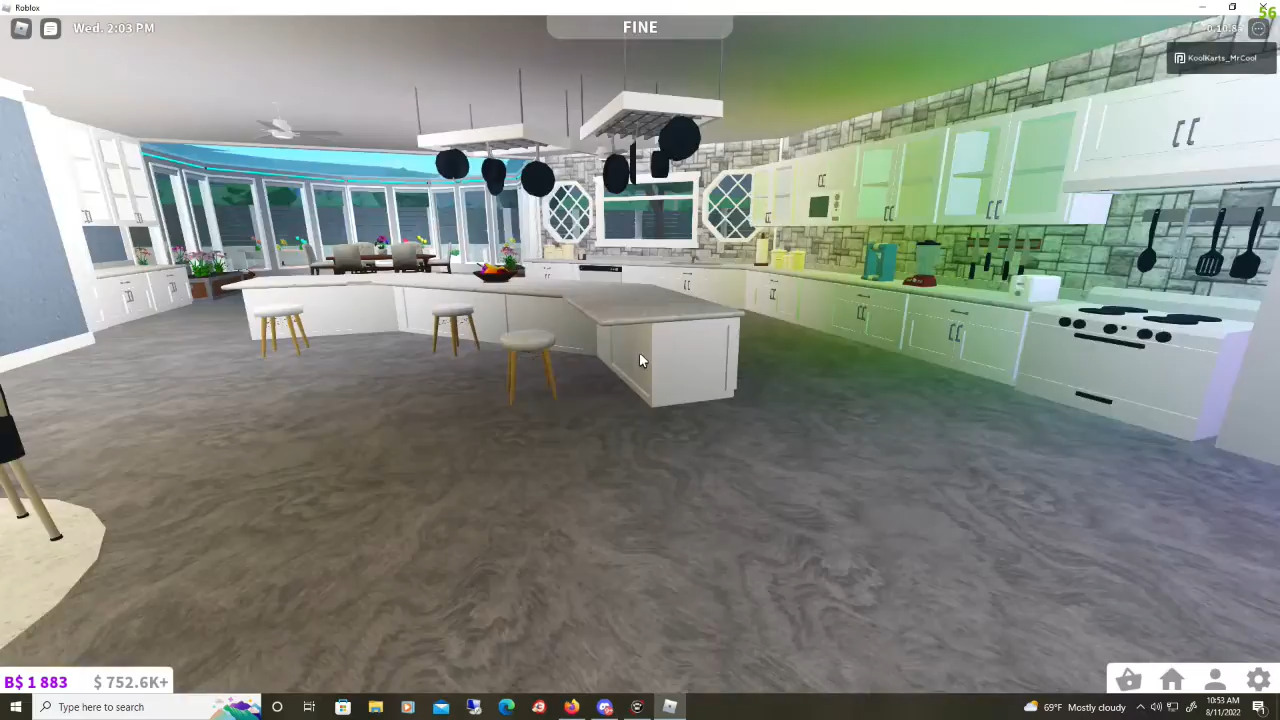 Roblox
56
Wed. 2:03 PM
FINE
KoolKarts_MrCool
B$ 1 883
$ 752.6K+
Type here to search
69°F Mostly cloudy
10:53 AM
8/11/2022